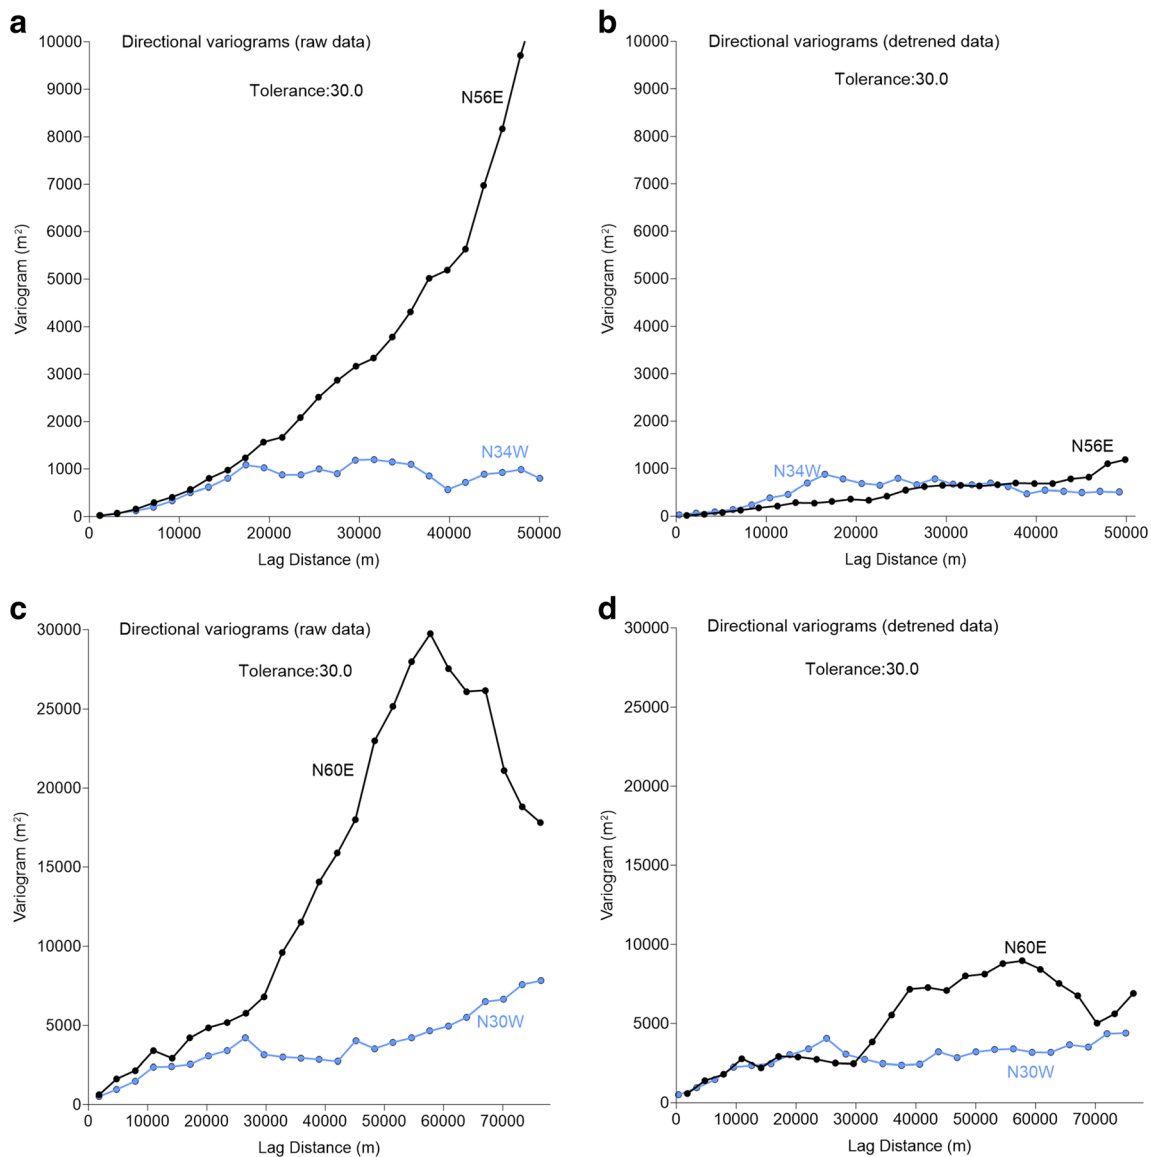 a
Directional variograms (raw data)
Tolerance:30.0
N56E
N34W
10000
9000
8000
7000
6000
5000
4000
3000
2000
1000
0
Variogram (m²)
0 10000 20000 30000 40000 50000
Lag Distance (m)
b
Directional variograms (detrened data)
Tolerance:30.0
N56E
N34W
10000
9000
8000
7000
6000
5000
4000
3000
2000
1000
0
Variogram (m²)
0 10000 20000 30000 40000 50000
Lag Distance (m)
c
Directional variograms (raw data)
Tolerance:30.0
N60E
N30W
30000
25000
20000
15000
10000
5000
0
Variogram (m²)
0 10000 20000 30000 40000 50000 60000 70000
Lag Distance (m)
d
Directional variograms (detrened data)
Tolerance:30.0
N60E
N30W
30000
25000
20000
15000
10000
5000
0
Variogram (m²)
0 10000 20000 30000 40000 50000 60000 70000
Lag Distance (m)